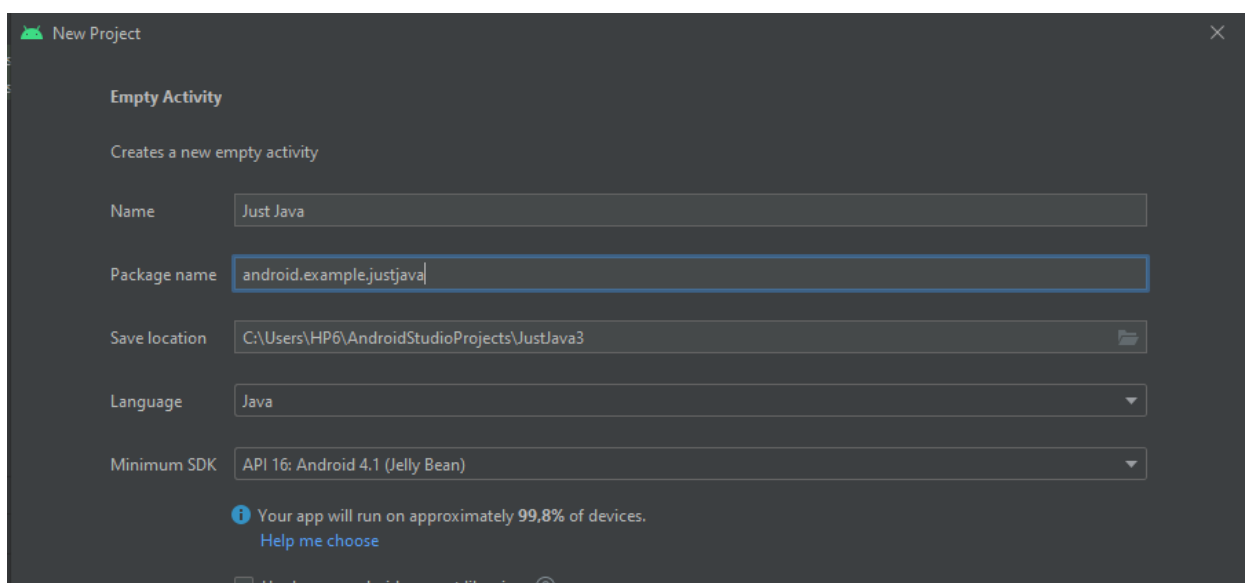 New Project
Empty Activity
Creates a new empty activity
Name Just Java
Package name android.example.justjava
Save location C:\Users\HP6\AndroidStudioProjects\JustJava3
Language Java
Minimum SDK API 16: Android 4.1 (Jelly Bean)
Your app will run on approximately 99,8% of devices.
Help me choose